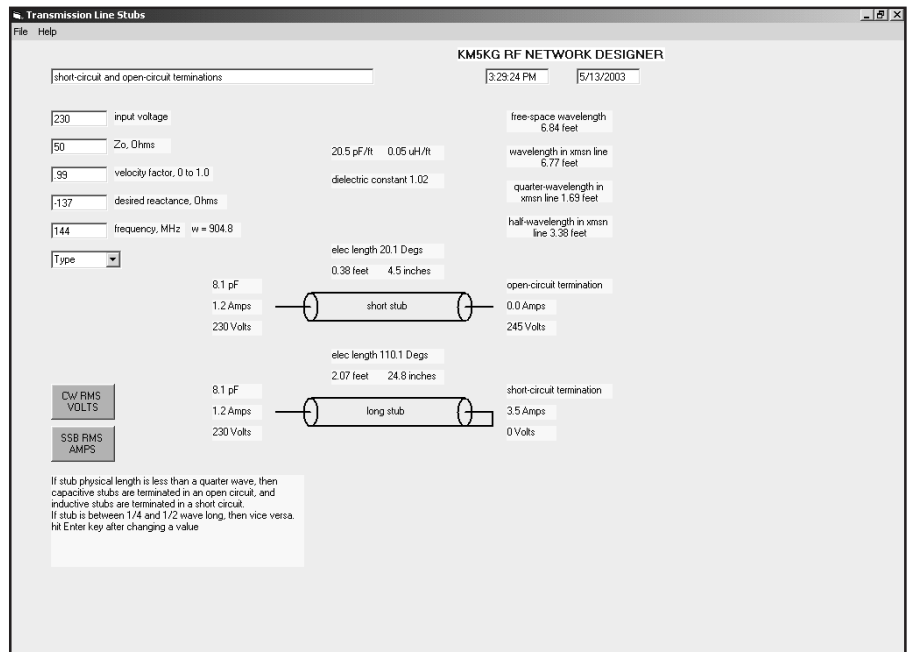 Transmission Line Stubs
File Help
KM5KG RF NETWORK DESIGNER
short-circuit and open-circuit terminations
3:29:24 PM 5/13/2003
230 input voltage
free-space wavelength
6.84 feet
50 Zo, Ohms
20.5 pF/ft 0.05 uH/ft
wavelength in xmsn line
6.77 feet
.99 velocity factor, 0 to 1.0
dielectric constant 1.02
quarter-wavelength in
xmsn line 1.69 feet
-137 desired reactance, Ohms
144 frequency, MHz w = 904.8
half-wavelength in xmsn
line 3.38 feet
Type
elec length 20.1 Degs
0.38 feet 4.5 inches
8.1 pF
open-circuit termination
1.2 Amps
short stub
0.0 Amps
230 Volts
245 Volts
elec length 110.1 Degs
2.07 feet 24.8 inches
8.1 pF
short-circuit termination
1.2 Amps
long stub
3.5 Amps
230 Volts
0 Volts
CW RMS
VOLTS
SSB RMS
AMPS
If stub physical length is less than a quarter wave, then
capacitive stubs are terminated in an open circuit, and
inductive stubs are terminated in a short circuit.
If stub is between 1/4 and 1/2 wave long, then vice versa.
hit Enter key after changing a value